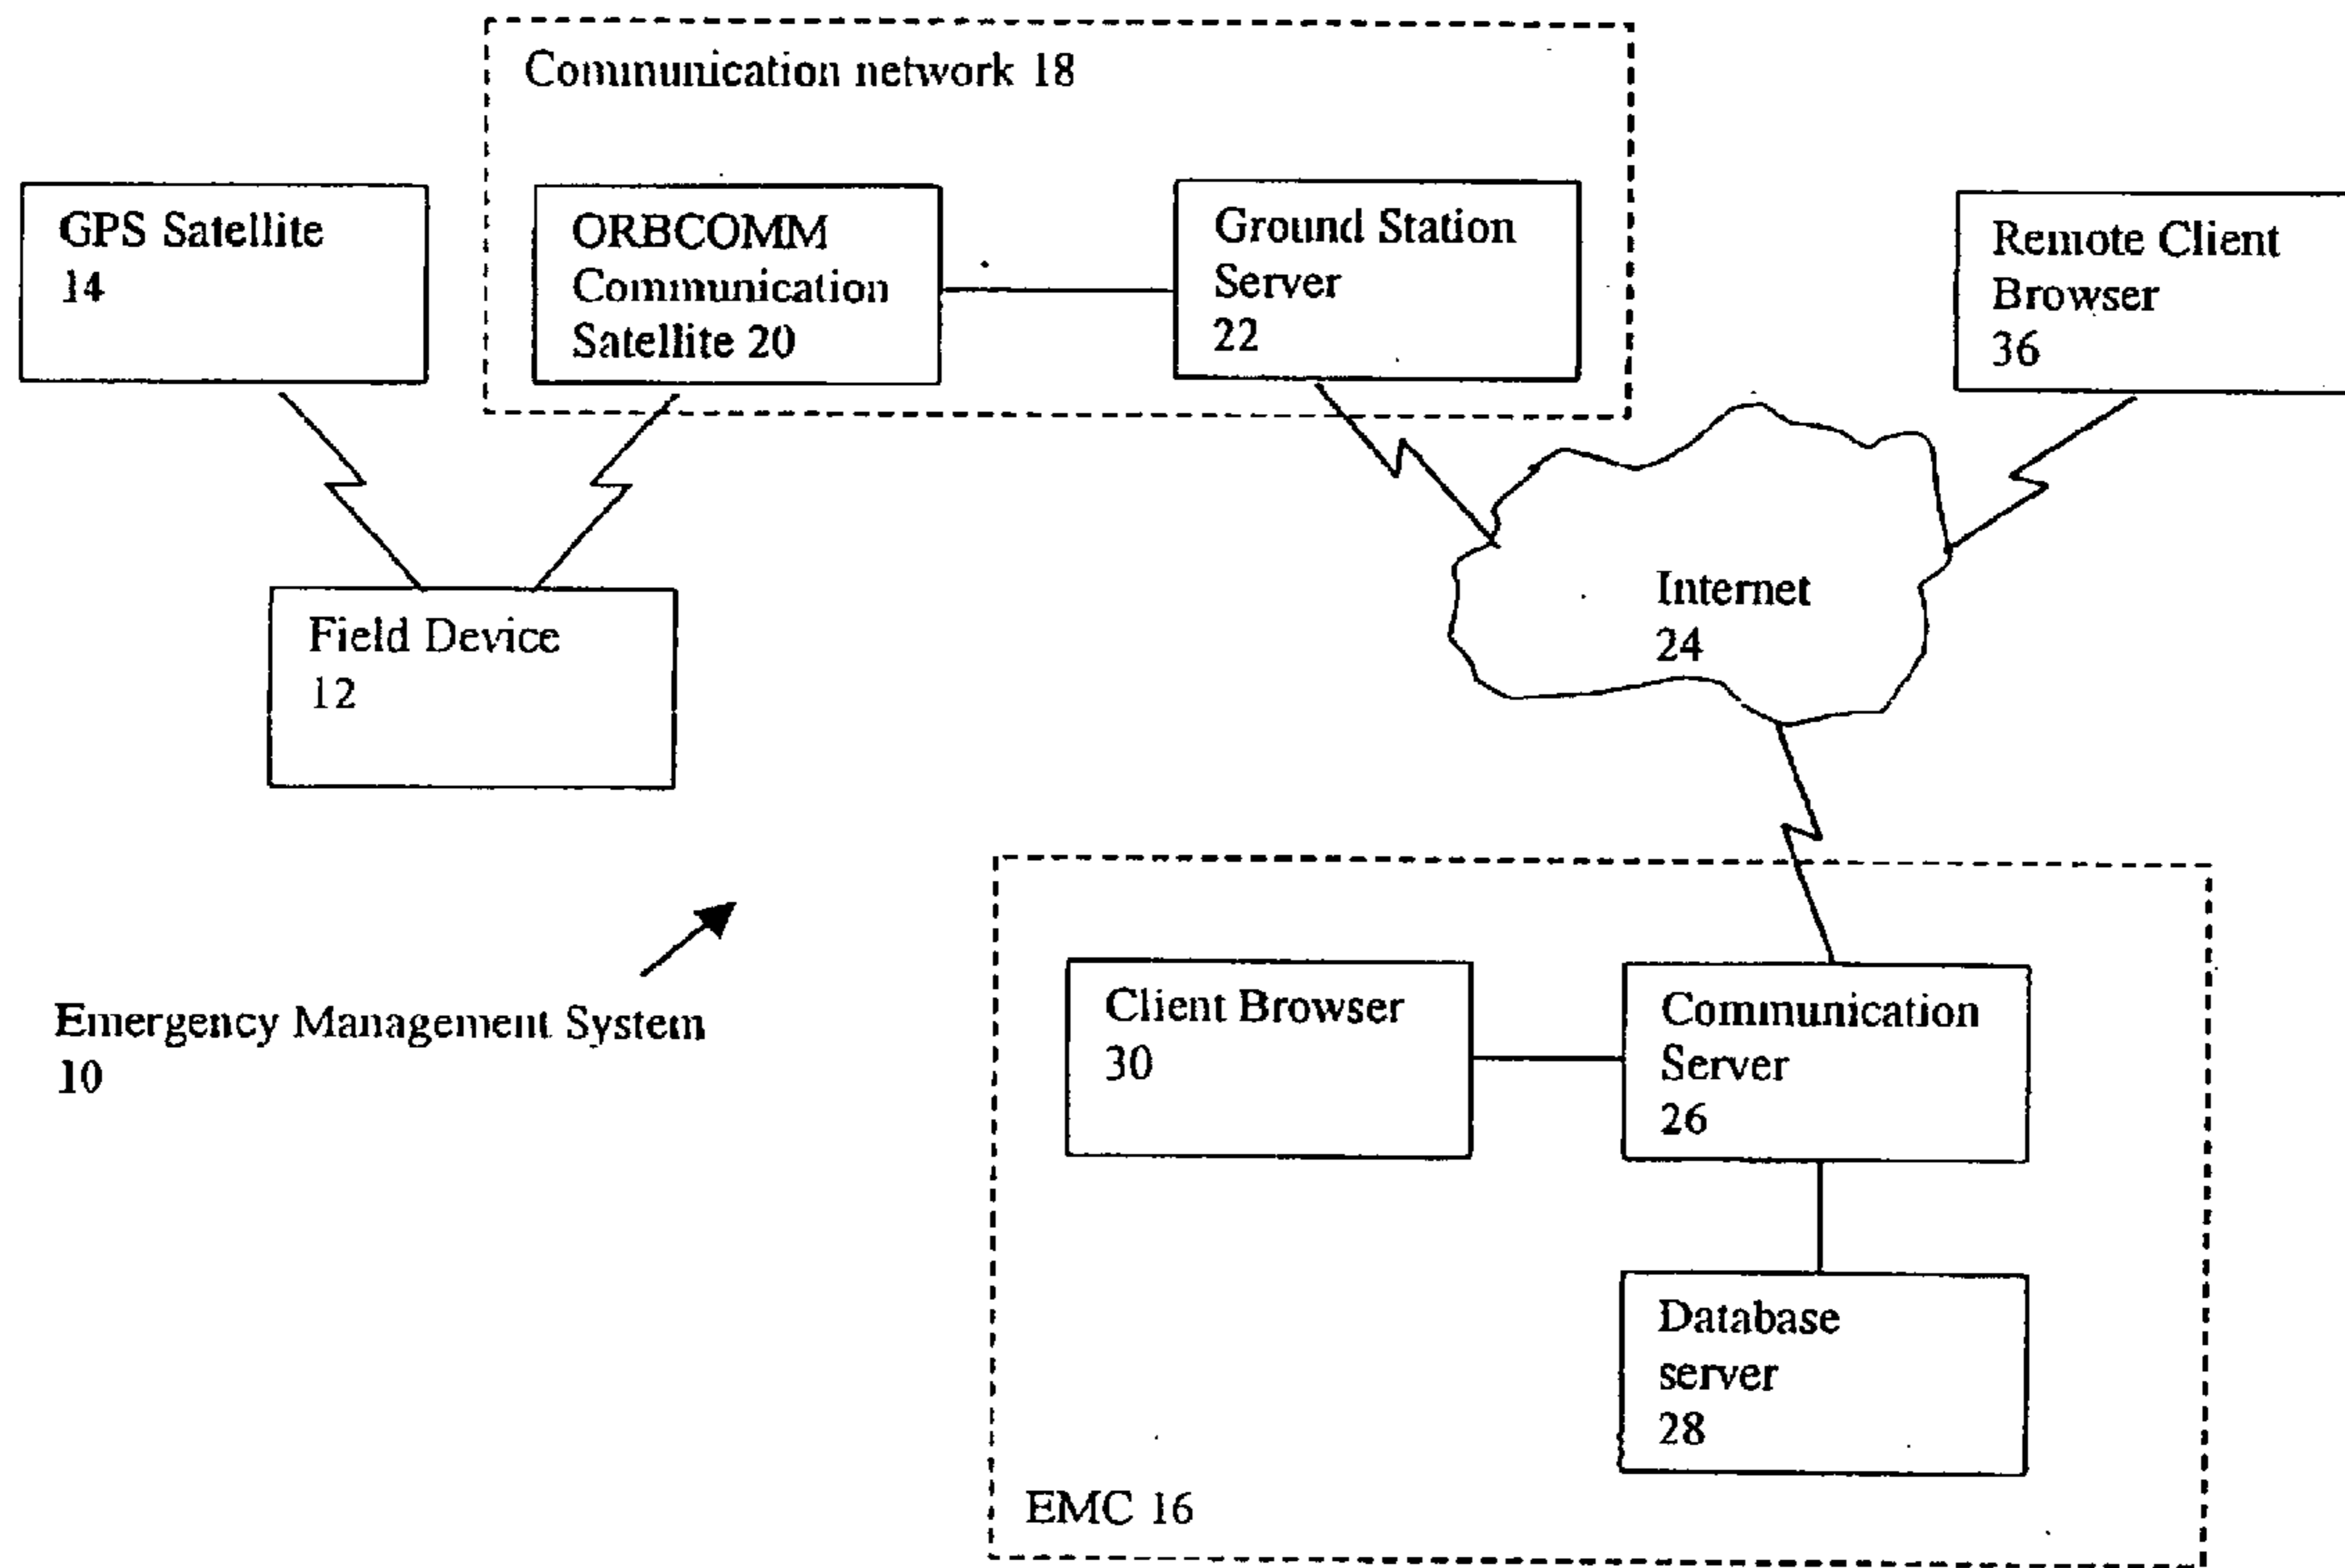 Communication network 18
GPS Satellite
14
ORBCOMM
Communication
Satellite 20
Ground Station
Server
22
Remote Client
Browser
36
Field Device
12
Internet
24
Emergency Management System
10
Client Browser
30
Communication
Server
26
Database
server
28
EMC 16